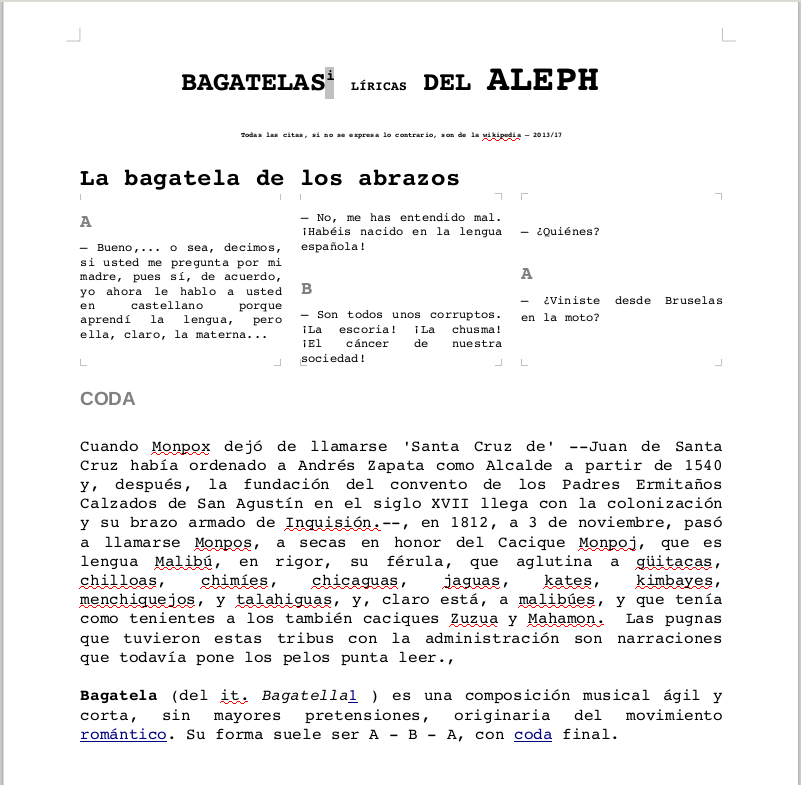 BAGATELASi LÍRICAS DEL ALEPH
Todas las citas, si no se expresa lo contrario, son de la wikipedia — 2013/17
La bagatela de los abrazos
A
— Bueno,... o sea, decimos,
si usted me pregunta por mi
madre, pues sí, de acuerdo,
yo ahora le hablo a usted
en castellano porque
aprendí la lengua, pero
ella, claro, la materna...
— No, me has entendido mal.
¡Habéis nacido en la lengua
española!
B
— Son todos unos corruptos.
¡La escoria! ¡La chusma!
¡El cáncer de nuestra
sociedad!
— ¿Quiénes?
A
— ¿Viniste desde Bruselas
en la moto?
CODA
Cuando Monpox dejó de llamarse 'Santa Cruz de' --Juan de Santa
Cruz había ordenado a Andrés Zapata como Alcalde a partir de 1540
y, después, la fundación del convento de los Padres Ermitaños
Calzados de San Agustín en el siglo XVII llega con la colonización
y su brazo armado de Inquisión.--, en 1812, a 3 de noviembre, pasó
a llamarse Monpos, a secas en honor del Cacique Monpoj, que es
lengua Malibú, en rigor, su férula, que aglutina a güitacas,
chilloas, chimíes, chicaguas, jaguas, kates, kimbayes,
menchiquejos, y talahiguas, y, claro está, a malibúes, y que tenía
como tenientes a los también caciques Zuzua y Mahamon. Las pugnas
que tuvieron estas tribus con la administración son narraciones
que todavía pone los pelos punta leer.,
Bagatela (del it. Bagatella1 ) es una composición musical ágil y
corta, sin mayores pretensiones, originaria del movimiento
romántico. Su forma suele ser A - B - A, con coda final.